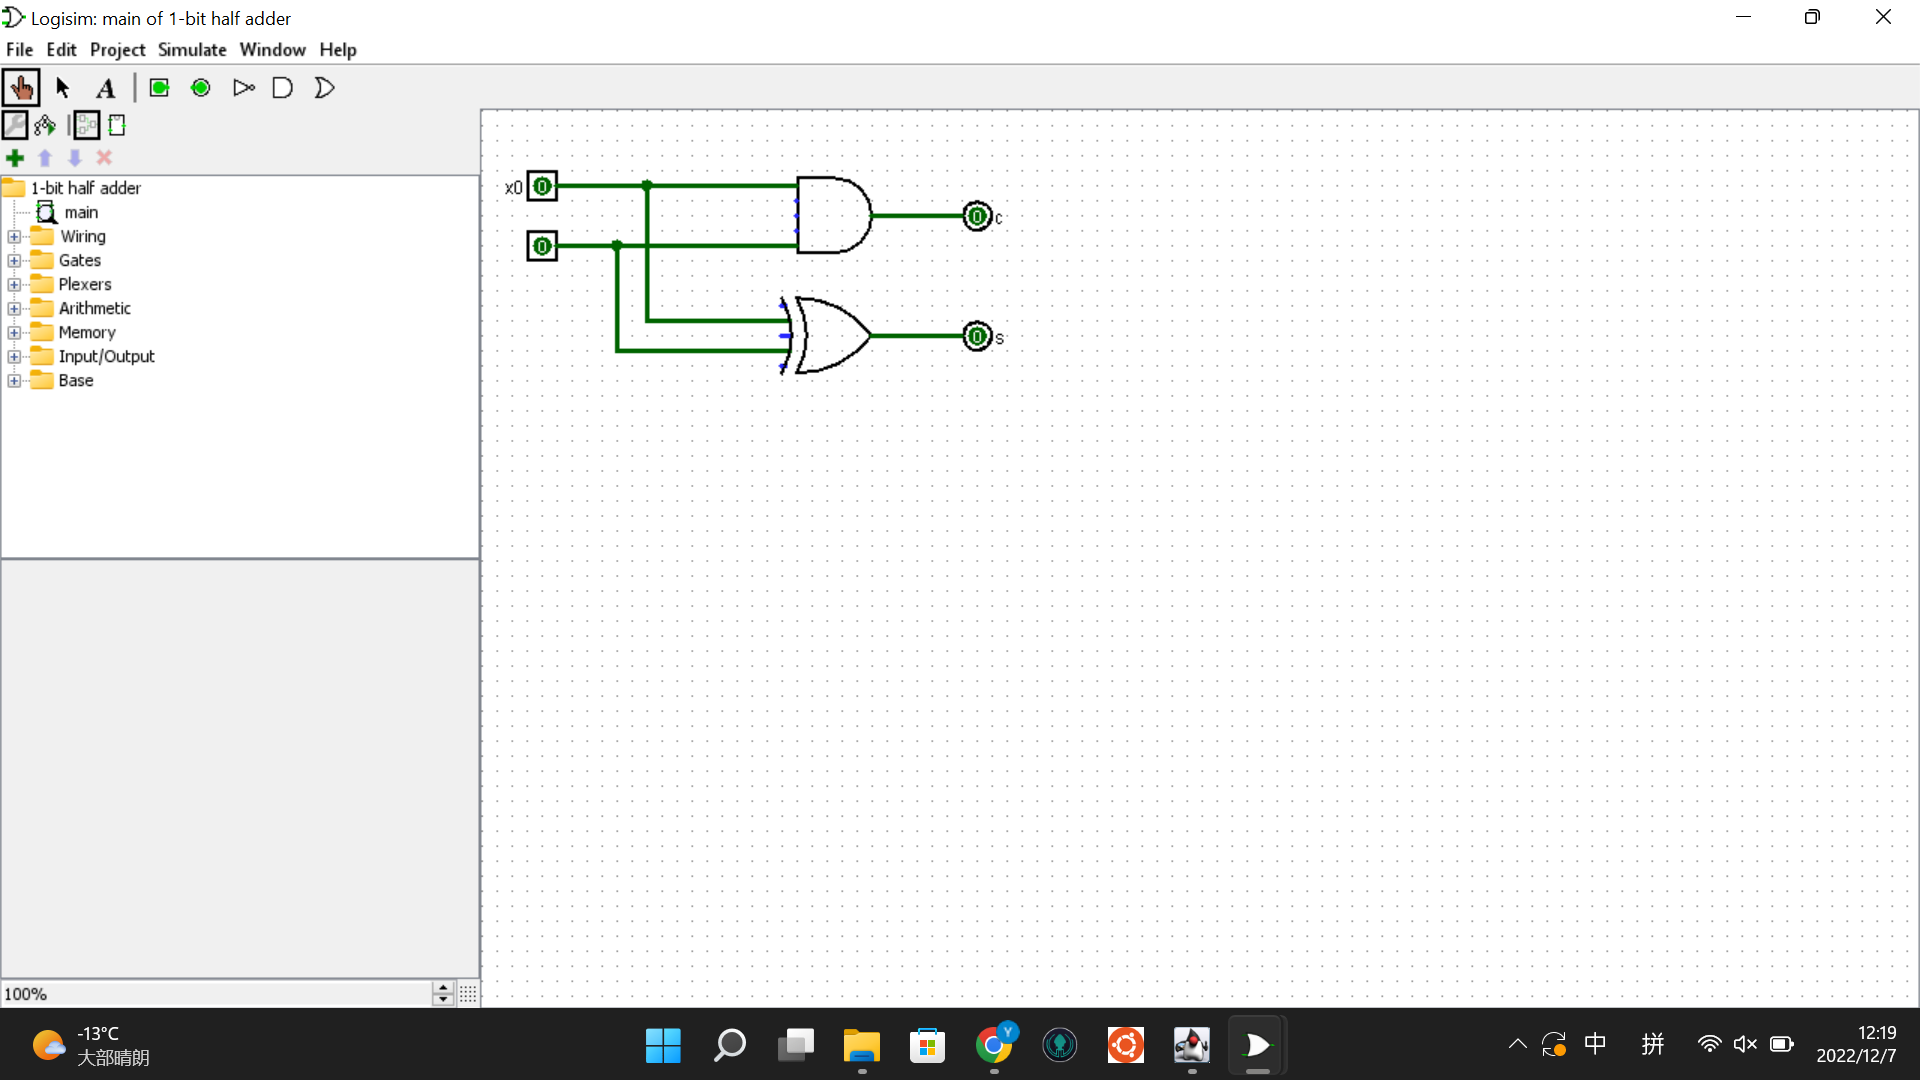 Logisim: main of 1-bit half adder
File Edit Project Simulate Window Help
A
1-bit half adder
main
Wiring
Gates
Plexers
Arithmetic
Memory
Input/Output
Base
x0 0
0
0 c
0 s
100%
-13°C
大部晴朗
Y
中 拼
12:19
2022/12/7